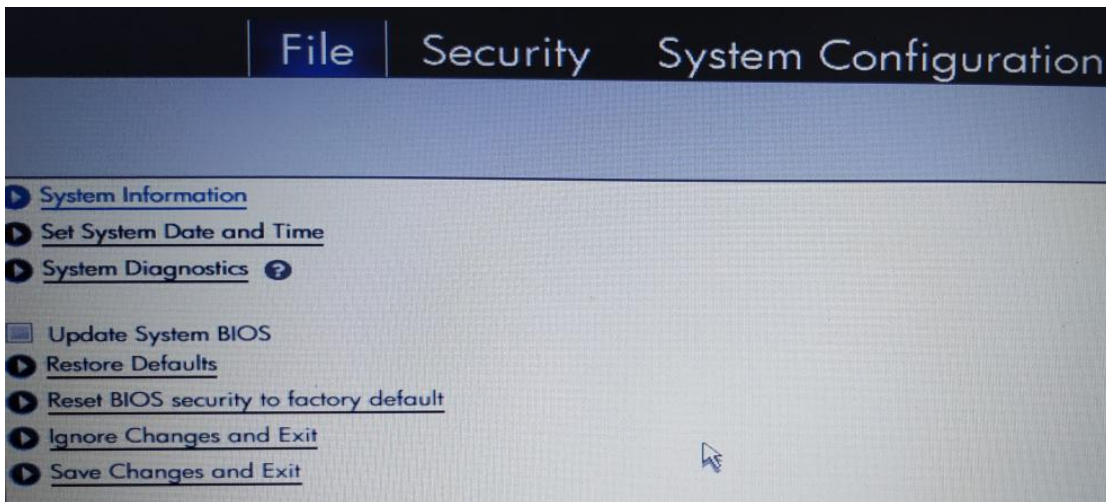 File Security System Configuration
System Information
Set System Date and Time
System Diagnostics ?
Update System BIOS
Restore Defaults
Reset BIOS security to factory default
Ignore Changes and Exit
Save Changes and Exit